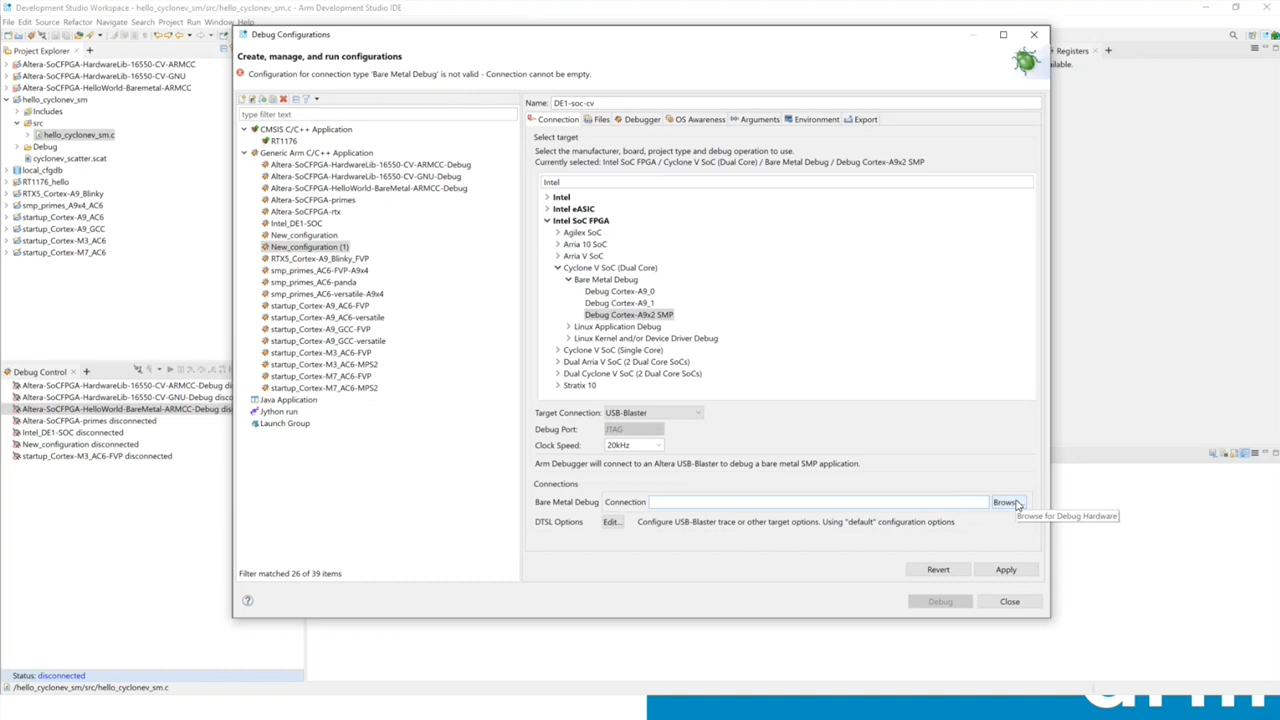 Development Studio Workspace - hello_cyclonev_sm/src/hello_cyclonev_sm.c - Arm Development Studio IDE
File Edit Source Refactor Navigate Search Project Run Window Help
Project Explorer
Altera-SoCFPGA-HardwareLib-16550-CV-ARMCC
Altera-SoCFPGA-HardwareLib-16550-CV-GNU
Altera-SoCFPGA-HelloWorld-Baremetal-ARMCC
hello_cyclonev_sm
Includes
src
hello_cyclonev_sm.c
Debug
cyclonev_scatter.scat
local_cfgdb
RT1176_hello
RTX5_Cortex-A9_Blinky
smp_primes_A9x4_AC6
startup_Cortex-A9_AC6
startup_Cortex-A9_GCC
startup_Cortex-M3_AC6
startup_Cortex-M7_AC6
Debug Control
Altera-SoCFPGA-HardwareLib-16550-CV-ARMCC-Debug di
Altera-SoCFPGA-HardwareLib-16550-CV-GNU-Debug disco
Altera-SoCFPGA-HelloWorld-BareMetal-ARMCC-Debug dis
Altera-SoCFPGA-primes disconnected
Intel_DE1-SOC disconnected
New_configuration disconnected
startup_Cortex-M3_AC6-FVP disconnected
Status: disconnected
/hello_cyclonev_sm/src/hello_cyclonev_sm.c
Debug Configurations
Create, manage, and run configurations
Configuration for connection type 'Bare Metal Debug' is not valid - Connection cannot be empty.
type filter text
CMSIS C/C++ Application
RT1176
Generic Arm C/C++ Application
Altera-SoCFPGA-HardwareLib-16550-CV-ARMCC-Debug
Altera-SoCFPGA-HardwareLib-16550-CV-GNU-Debug
Altera-SoCFPGA-HelloWorld-BareMetal-ARMCC-Debug
Altera-SoCFPGA-primes
Altera-SoCFPGA-rtx
Intel_DE1-SOC
New_configuration
New_configuration (1)
RTX5_Cortex-A9_Blinky_FVP
smp_primes_AC6-FVP-A9x4
smp_primes_AC6-panda
smp_primes_AC6-versatile-A9x4
startup_Cortex-A9_AC6-FVP
startup_Cortex-A9_AC6-versatile
startup_Cortex-A9_GCC-FVP
startup_Cortex-A9_GCC-versatile
startup_Cortex-M3_AC6-FVP
startup_Cortex-M3_AC6-MPS2
startup_Cortex-M7_AC6-FVP
startup_Cortex-M7_AC6-MPS2
Java Application
Jython run
Launch Group
Filter matched 26 of 39 items
Name: DE1-soc-cv
Connection Files Debugger OS Awareness Arguments Environment Export
Select target
Select the manufacturer, board, project type and debug operation to use.
Currently selected: Intel SoC FPGA / Cyclone V SoC (Dual Core) / Bare Metal Debug / Debug Cortex-A9x2 SMP
Intel
Intel
Intel eASIC
Intel SoC FPGA
Agilex SoC
Arria 10 SoC
Arria V SoC
Cyclone V SoC (Dual Core)
Bare Metal Debug
Debug Cortex-A9_0
Debug Cortex-A9_1
Debug Cortex-A9x2 SMP
Linux Application Debug
Linux Kernel and/or Device Driver Debug
Cyclone V SoC (Single Core)
Dual Arria V SoC (2 Dual Core SoCs)
Dual Cyclone V SoC (2 Dual Core SoCs)
Stratix 10
Target Connection: USB-Blaster
Debug Port: JTAG
Clock Speed: 20kHz
Arm Debugger will connect to an Altera USB-Blaster to debug a bare metal SMP application.
Connections
Bare Metal Debug Connection Browse...
Browse for Debug Hardware
DTSL Options Edit... Configure USB-Blaster trace or other target options. Using "default" configuration options
Revert Apply
Debug Close
Registers